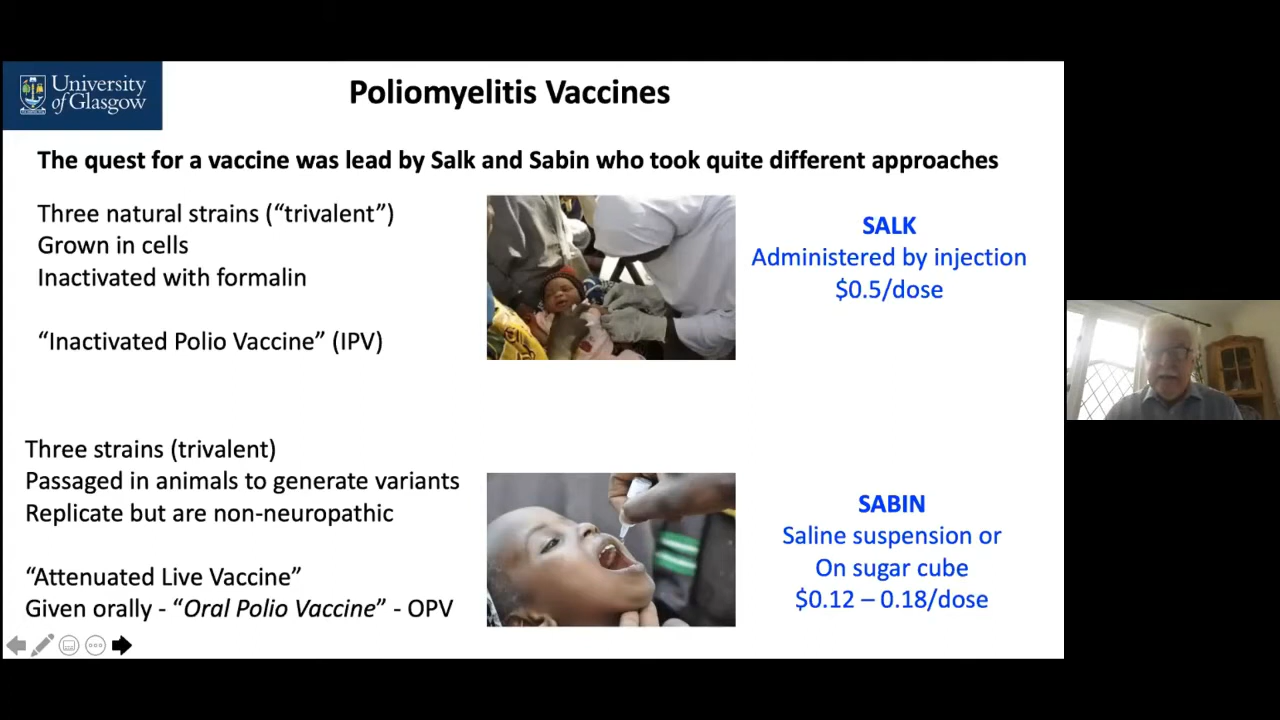 University
of Glasgow
Poliomyelitis Vaccines
The quest for a vaccine was lead by Salk and Sabin who took quite different approaches
Three natural strains (“trivalent”)
Grown in cells
Inactivated with formalin
“Inactivated Polio Vaccine” (IPV)
SALK
Administered by injection
$0.5/dose
Three strains (trivalent)
Passaged in animals to generate variants
Replicate but are non-neuropathic
“Attenuated Live Vaccine”
Given orally - “Oral Polio Vaccine” - OPV
SABIN
Saline suspension or
On sugar cube
$0.12 – 0.18/dose